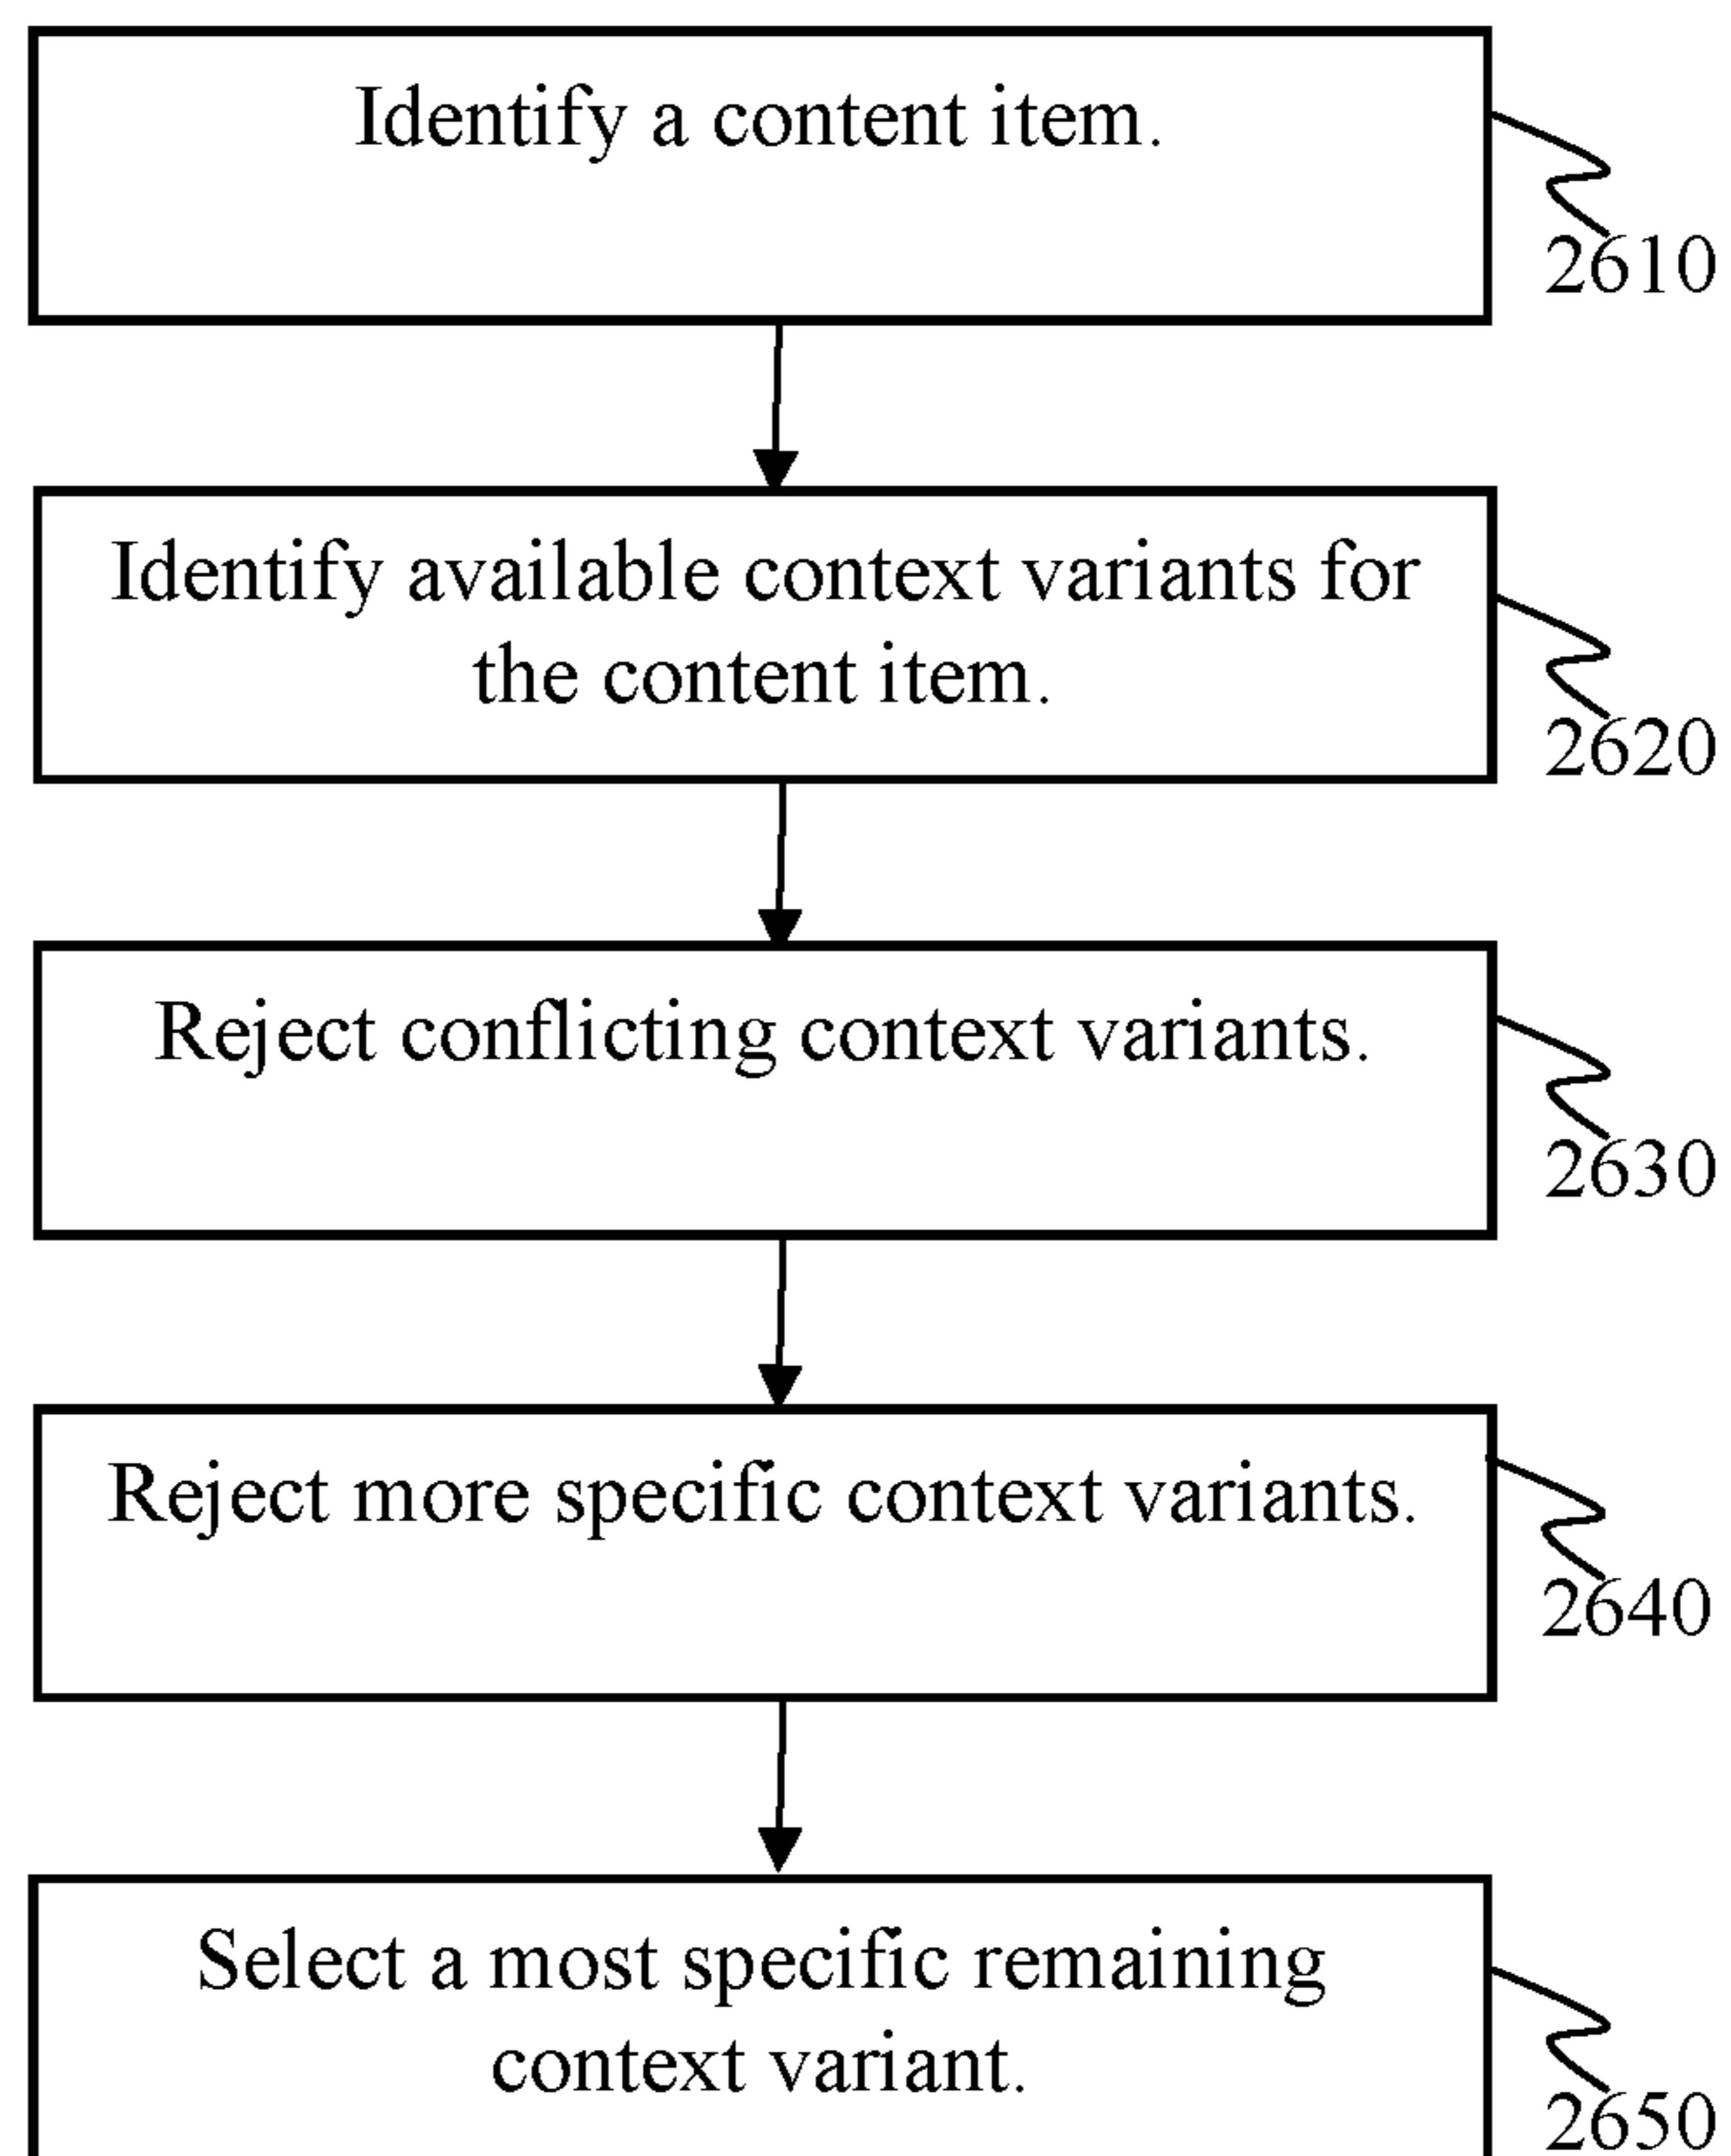 Identify a content item.
2610
Identify available context variants for
the content item.
2620
Reject conflicting context variants.
2630
Reject more specific context variants.
2640
Select a most specific remaining
context variant.
2650